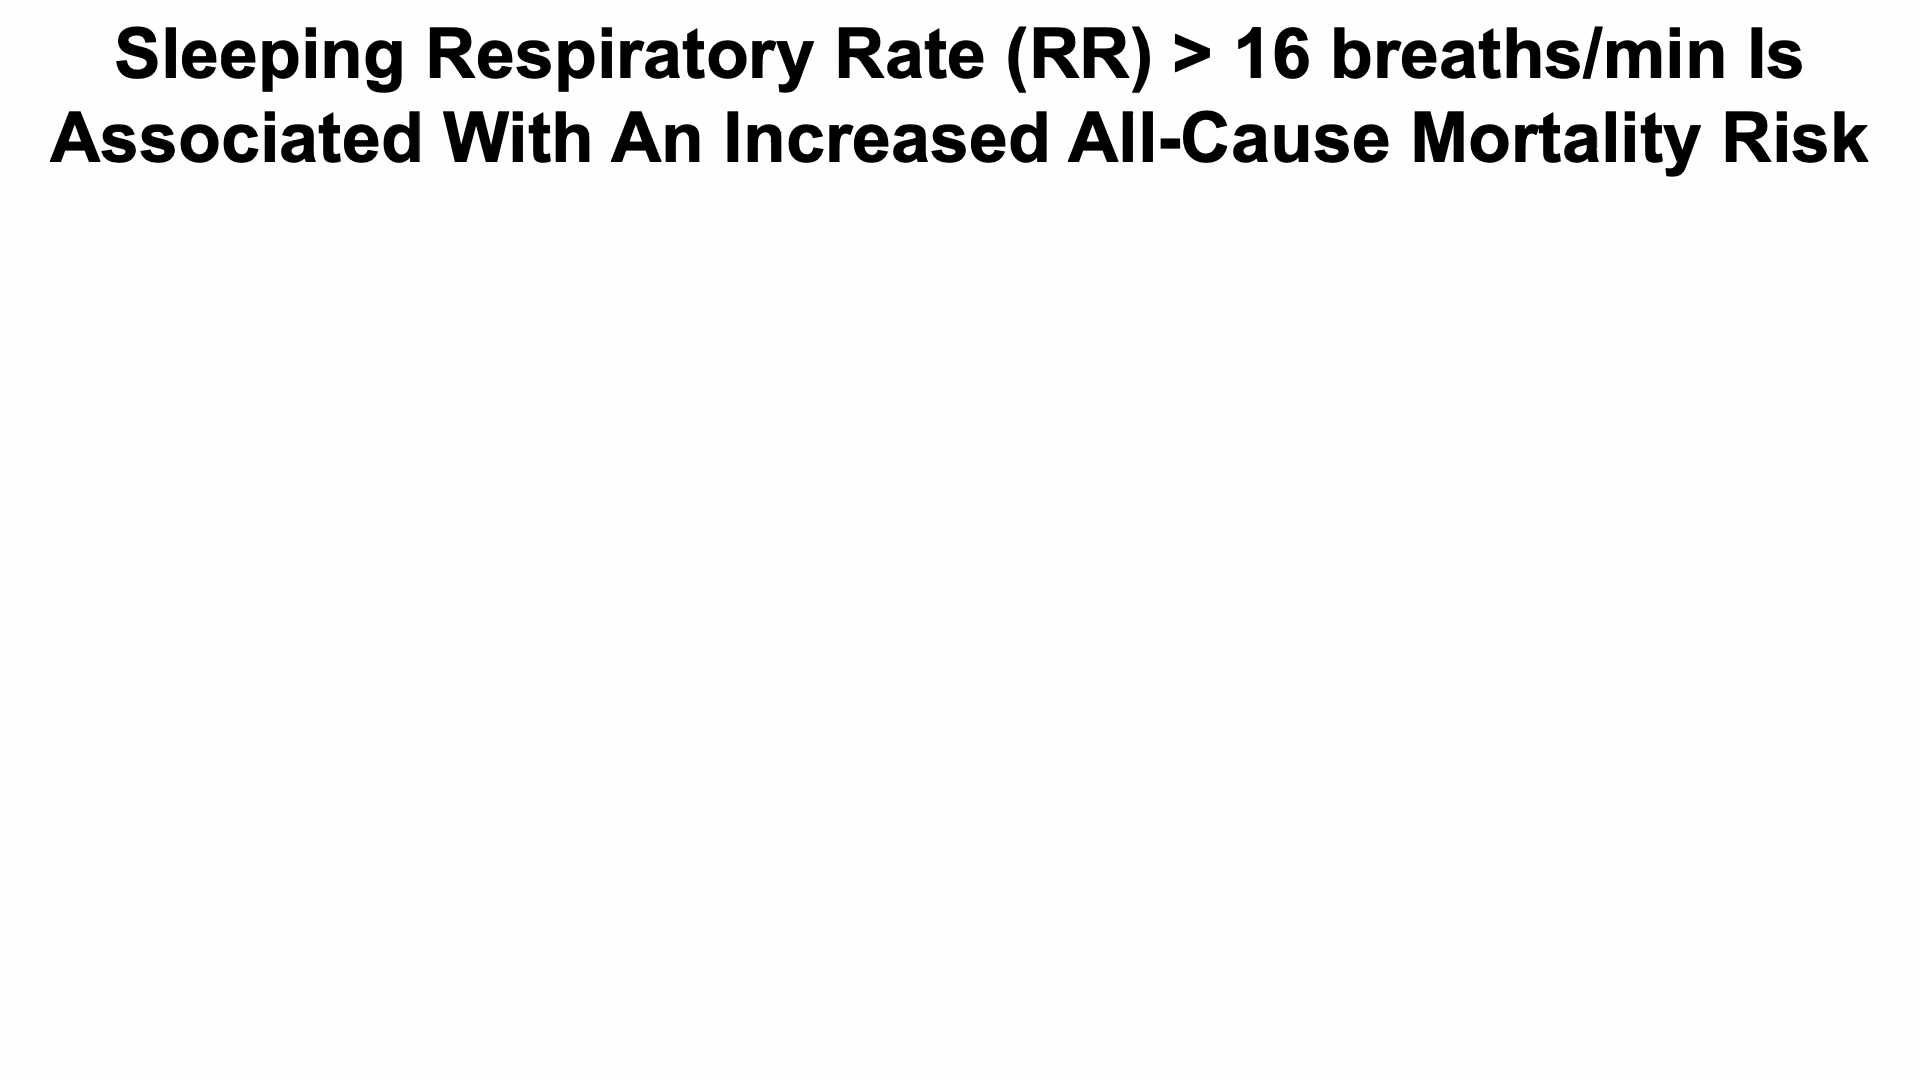 Sleeping Respiratory Rate (RR) > 16 breaths/min Is
Associated With An Increased All-Cause Mortality Risk